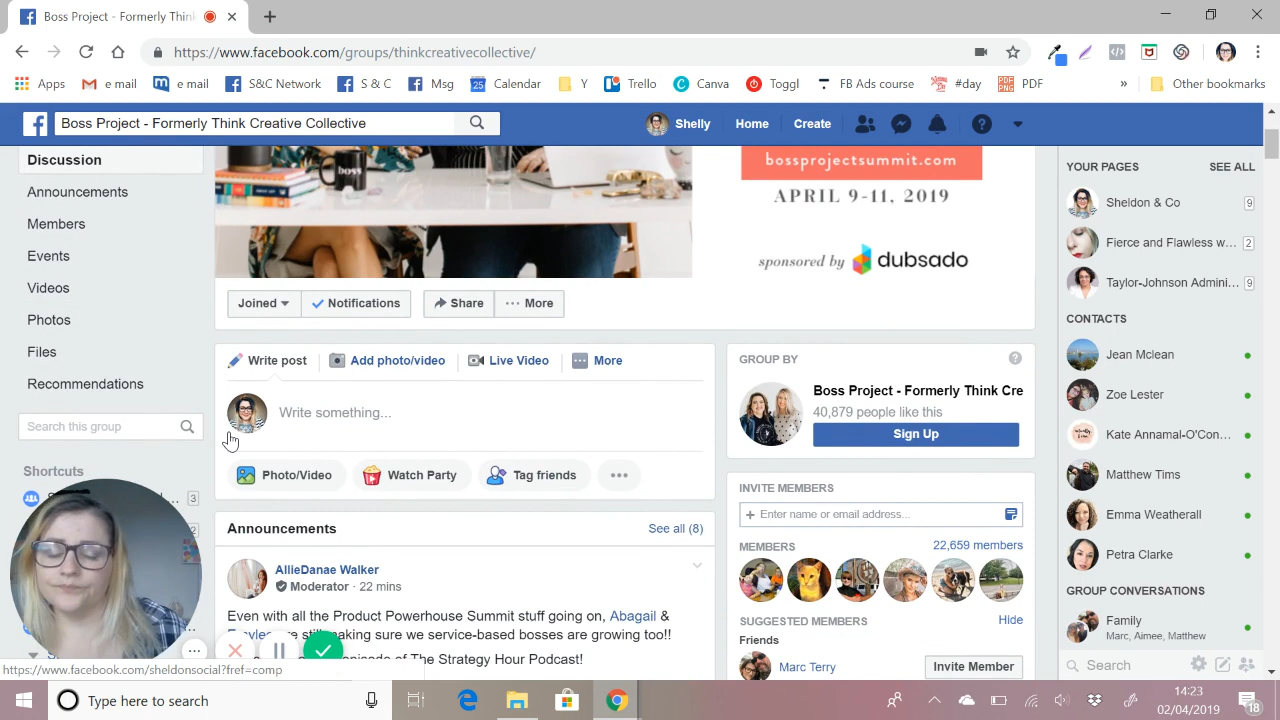 Boss Project - Formerly Thin
https://www.facebook.com/groups/thinkcreativecollective/
Apps
e mail
e mail
S&C Network
S & C
Msg
25
Calendar
Y
Trello
Canva
Toggl
FB Ads course
#day
PDF
»
Other bookmarks
Boss Project - Formerly Think Creative Collective
Shelly
Home
Create
Discussion
Announcements
Members
Events
Videos
Photos
Files
Recommendations
Search this group
Shortcuts
3
2
boss
bossprojectsummit.com
APRIL 9-11, 2019
sponsored by dubsado
Joined
Notifications
Share
More
Write post
Add photo/video
Live Video
More
Write something...
Photo/Video
Watch Party
Tag friends
Announcements
See all (8)
AllieDanae Walker
Moderator · 22 mins
Even with all the Product Powerhouse Summit stuff going on, Abagail &
making sure we service-based bosses are growing too!!
episode of The Strategy Hour Podcast!
GROUP BY
Boss Project - Formerly Think Cre
40,879 people like this
Sign Up
INVITE MEMBERS
+ Enter name or email address...
MEMBERS
22,659 members
SUGGESTED MEMBERS
Hide
Friends
Marc Terry
Invite Member
YOUR PAGES
SEE ALL
Sheldon & Co
9
Fierce and Flawless w...
2
Taylor-Johnson Admini...
9
CONTACTS
Jean Mclean
Zoe Lester
Kate Annamal-O'Con...
Matthew Tims
Emma Weatherall
Petra Clarke
GROUP CONVERSATIONS
Family
Marc, Aimee, Matthew
Search
https://www.facebook.com/sheldonsocial?fref=comp
Type here to search
14:23
02/04/2019
18